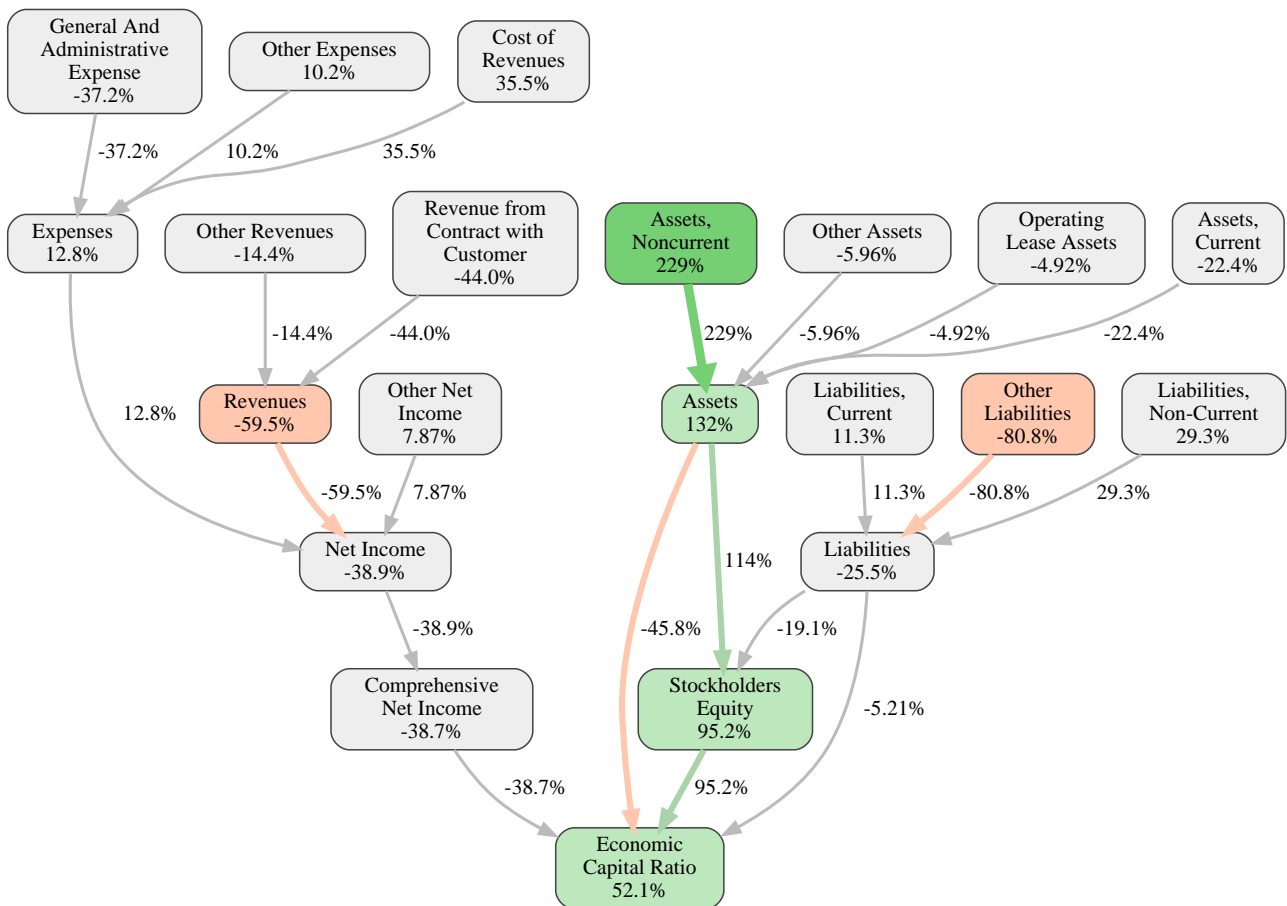 General And
Administrative
Expense
-37.2%
Other Expenses
10.2%
Cost of
Revenues
35.5%
-37.2%
10.2%
35.5%
Expenses
12.8%
Other Revenues
-14.4%
Revenue from
Contract with
Customer
-44.0%
Assets,
Noncurrent
229%
Other Assets
-5.96%
Operating
Lease Assets
-4.92%
Assets,
Current
-22.4%
-14.4%
-44.0%
229%
-5.96%
-4.92%
-22.4%
12.8%
Revenues
-59.5%
Other Net
Income
7.87%
Assets
132%
Liabilities,
Current
11.3%
Other
Liabilities
-80.8%
Liabilities,
Non-Current
29.3%
-59.5%
7.87%
11.3%
-80.8%
29.3%
Net Income
-38.9%
114%
Liabilities
-25.5%
-38.9%
-45.8%
-19.1%
Comprehensive
Net Income
-38.7%
Stockholders
Equity
95.2%
-5.21%
-38.7%
95.2%
Economic
Capital Ratio
52.1%